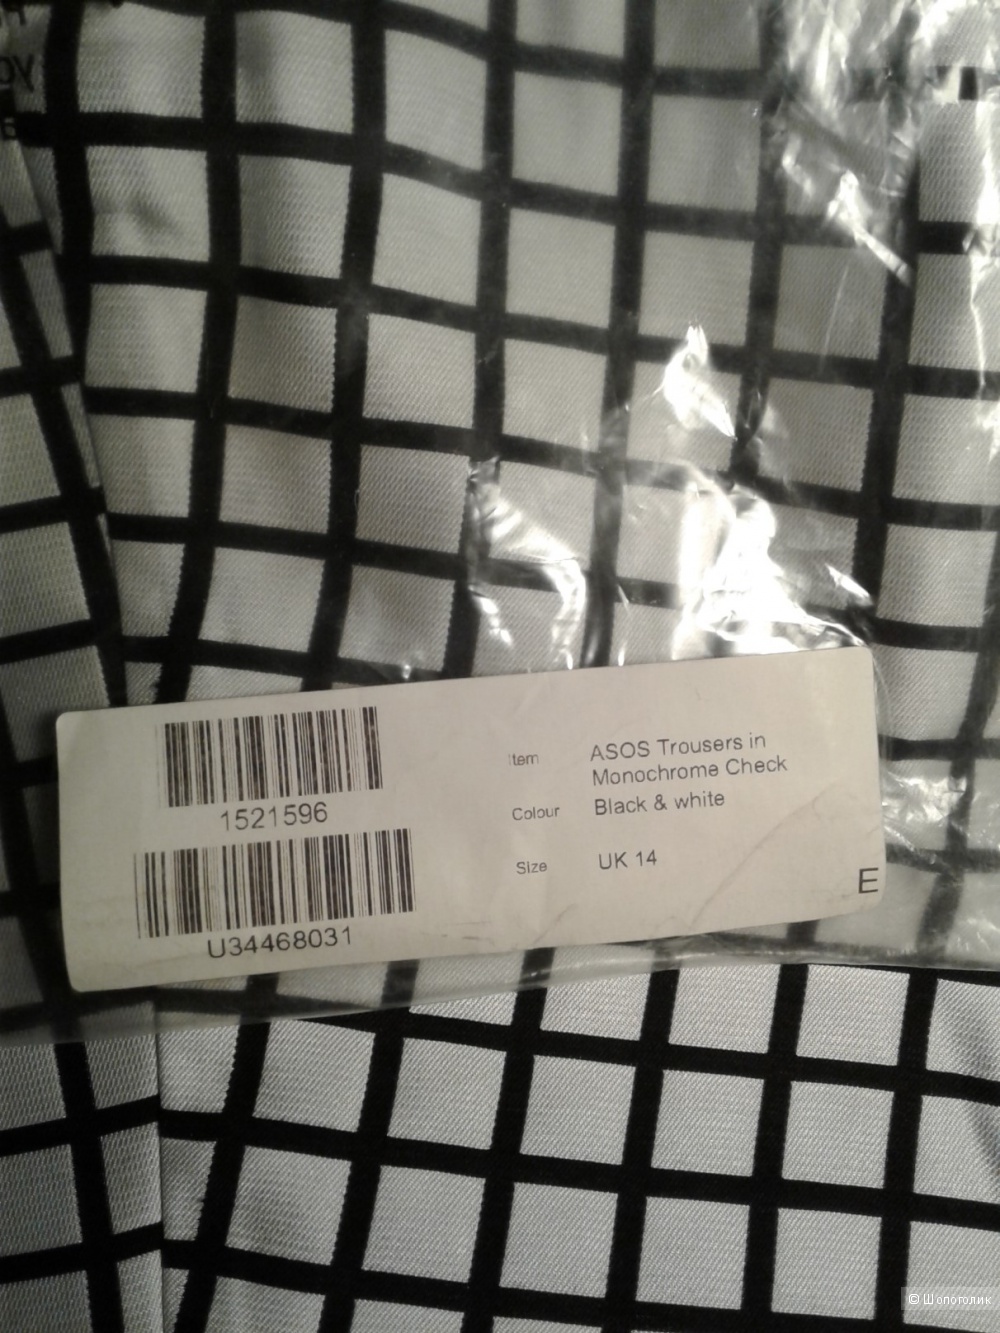 1521596
U34468031
Item ASOS Trousers in
Monochrome Check
Colour Black & white
Size UK 14
E
© Шопоголик